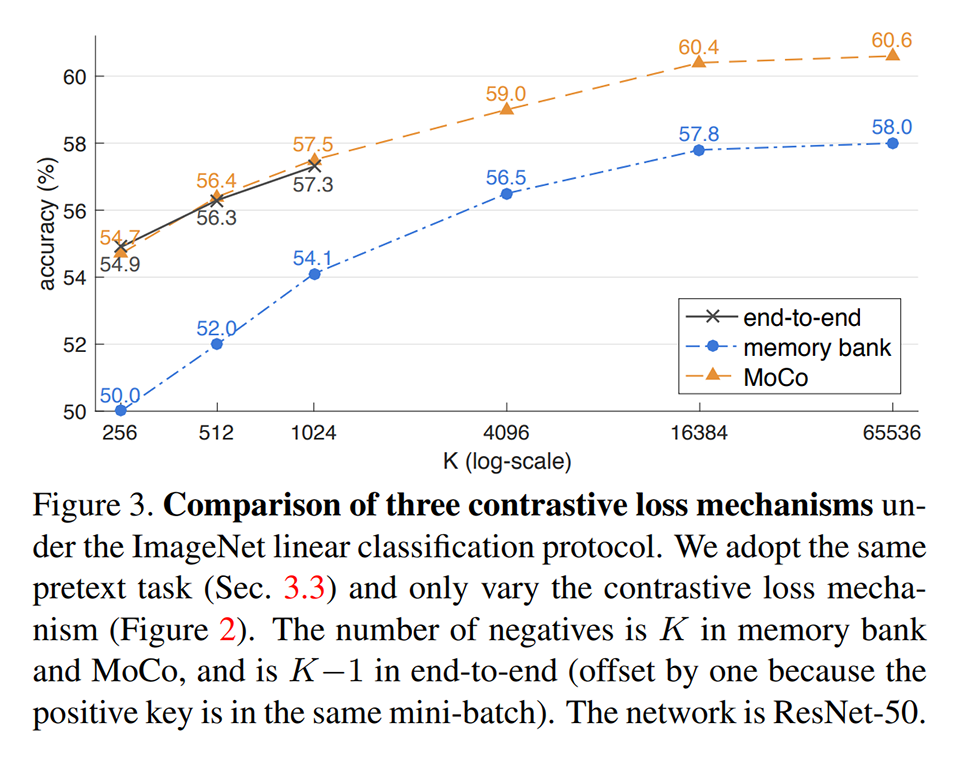 60.6
60.4
60
59.0
58.0
58
57.5
57.8
57.3
56.4
56.5
56
56.3
accuracy (%)
54.7
54.9
54.1
54
end-to-end
52.0
memory bank
52
MoCo
50.0
50
256 512 1024 4096 16384 65536
K (log-scale)
Figure 3. Comparison of three contrastive loss mechanisms un-
der the ImageNet linear classification protocol. We adopt the same
pretext task (Sec. 3.3) and only vary the contrastive loss mecha-
nism (Figure 2). The number of negatives is K in memory bank
and MoCo, and is K−1 in end-to-end (offset by one because the
positive key is in the same mini-batch). The network is ResNet-50.